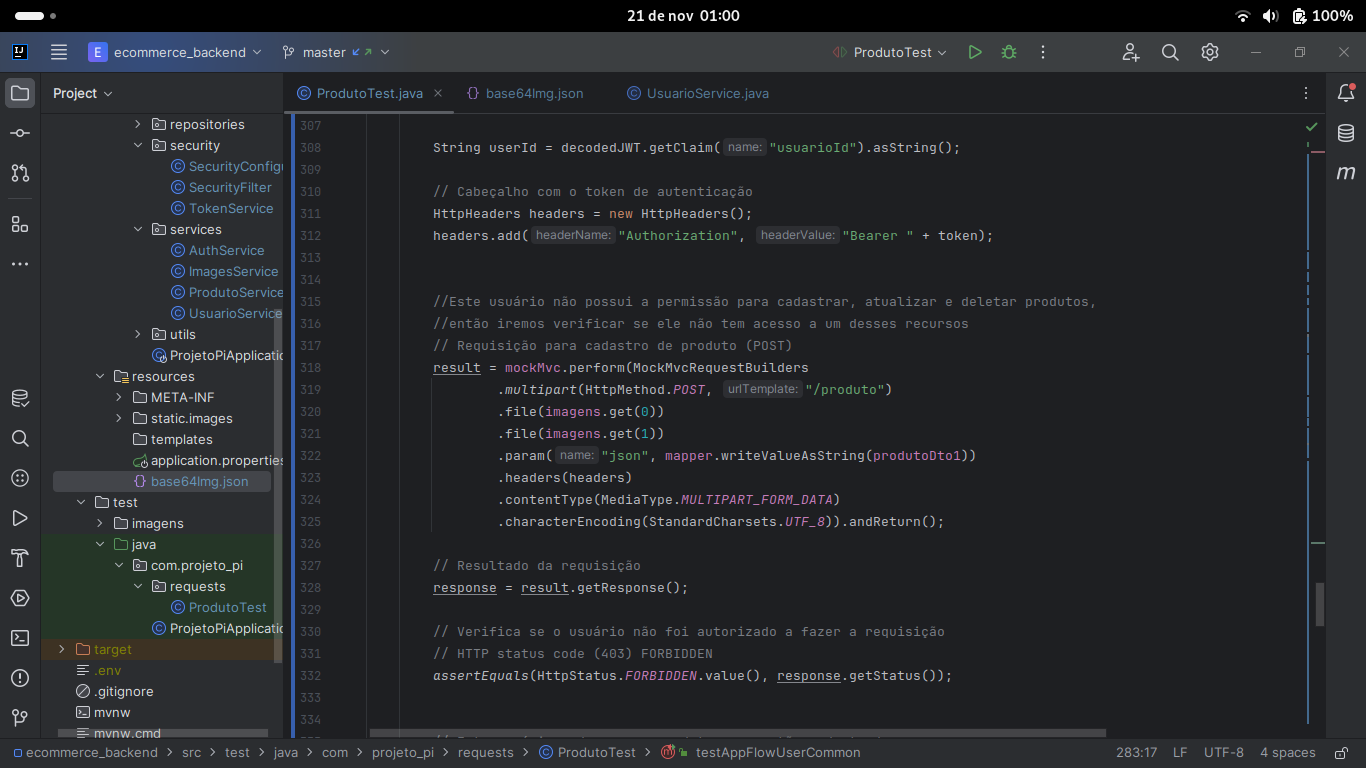 21 de nov 01:00
100%
IJ
E ecommerce_backend
master
ProdutoTest
Project
ProdutoTest.java
base64Img.json
UsuarioService.java
repositories
security
SecurityConfigu
SecurityFilter
TokenService
services
AuthService
ImagesService
ProdutoService
UsuarioService
utils
ProjetoPiApplicatio
resources
META-INF
static.images
templates
application.properties
base64Img.json
test
imagens
java
com.projeto_pi
requests
ProdutoTest
ProjetoPiApplicatio
target
.env
.gitignore
mvnw
mvnw.cmd
307
308 String userId = decodedJWT.getClaim( name: "usuarioId").asString();
309
310 // Cabeçalho com o token de autenticação
311 HttpHeaders headers = new HttpHeaders();
312 headers.add( headerName: "Authorization", headerValue: "Bearer " + token);
313
314
315 //Este usuário não possui a permissão para cadastrar, atualizar e deletar produtos,
316 //então iremos verificar se ele não tem acesso a um desses recursos
317 // Requisição para cadastro de produto (POST)
318 result = mockMvc.perform(MockMvcRequestBuilders
319 .multipart(HttpMethod.POST, urlTemplate: "/produto")
320 .file(imagens.get(0))
321 .file(imagens.get(1))
322 .param( name: "json", mapper.writeValueAsString(produtoDto1))
323 .headers(headers)
324 .contentType(MediaType.MULTIPART_FORM_DATA)
325 .characterEncoding(StandardCharsets.UTF_8)).andReturn();
326
327 // Resultado da requisição
328 response = result.getResponse();
329
330 // Verifica se o usuário não foi autorizado a fazer a requisição
331 // HTTP status code (403) FORBIDDEN
332 assertEquals(HttpStatus.FORBIDDEN.value(), response.getStatus());
333
334
m
ecommerce_backend > src > test > java > com > projeto_pi > requests > ProdutoTest > m testAppFlowUserCommon
283:17 LF UTF-8 4 spaces